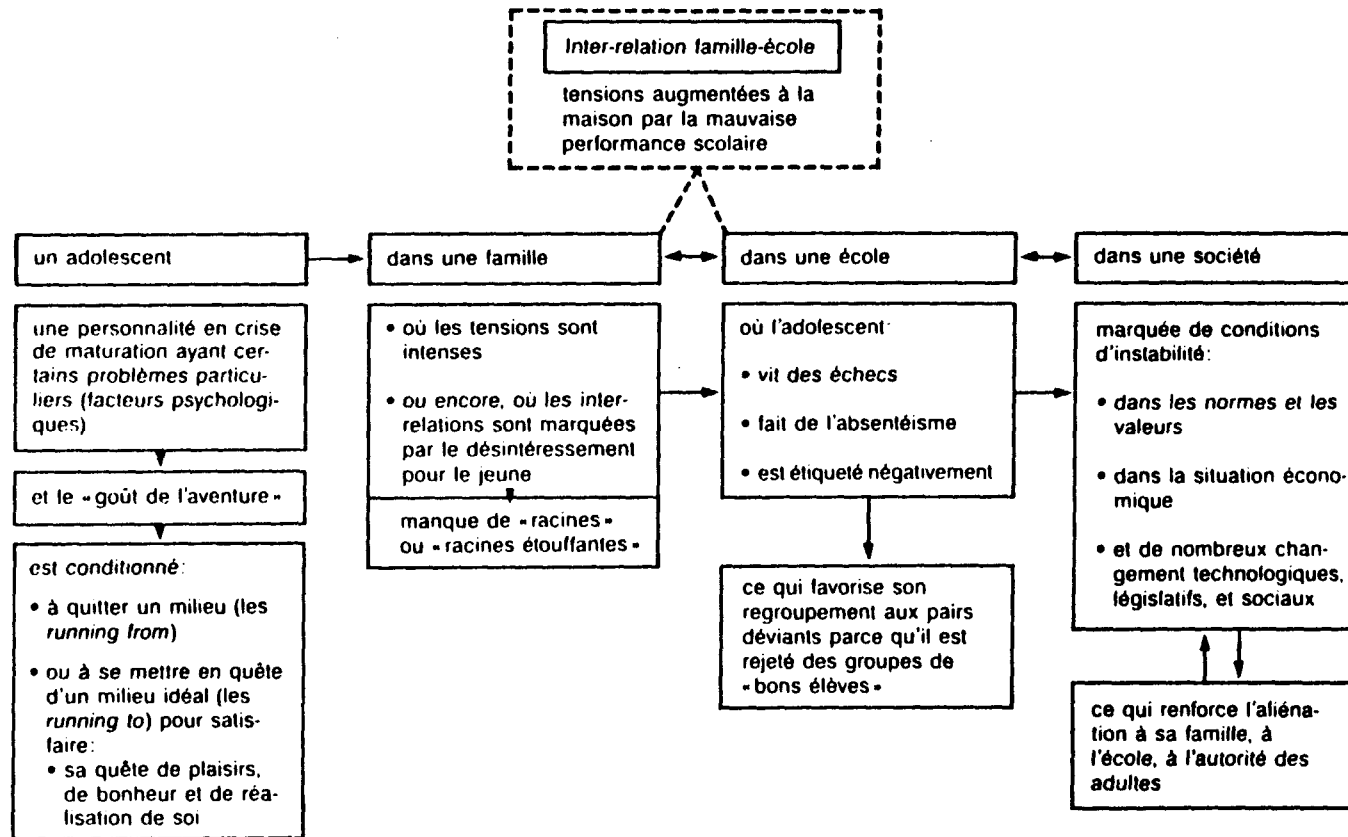 Inter-relation famille-école
tensions augmentées à la
maison par la mauvaise
performance scolaire
un adolescent
dans une famille
dans une école
dans une société
une personnalité en crise
de maturation ayant cer-
tains problèmes particu-
liers (facteurs psychologi-
ques)
et le «goût de l'aventure»
est conditionné:
• à quitter un milieu (les
running from)
• ou à se mettre en quête
d'un milieu idéal (les
running to) pour satis-
faire:
• sa quête de plaisirs,
de bonheur et de réa-
lisation de soi
• où les tensions sont
intenses
• ou encore, où les inter-
relations sont marquées
par le désintéressement
pour le jeune
manque de «racines»
ou «racines étouffantes»
où l'adolescent:
• vit des échecs
• fait de l'absentéisme
• est étiqueté négativement
ce qui favorise son
regroupement aux pairs
déviants parce qu'il est
rejeté des groupes de
«bons élèves»
marquée de conditions
d'instabilité:
• dans les normes et les
valeurs
• dans la situation écono-
mique
• et de nombreux chan-
gement technologiques,
législatifs, et sociaux
ce qui renforce l'aliéna-
tion à sa famille, à
l'école, à l'autorité des
adultes